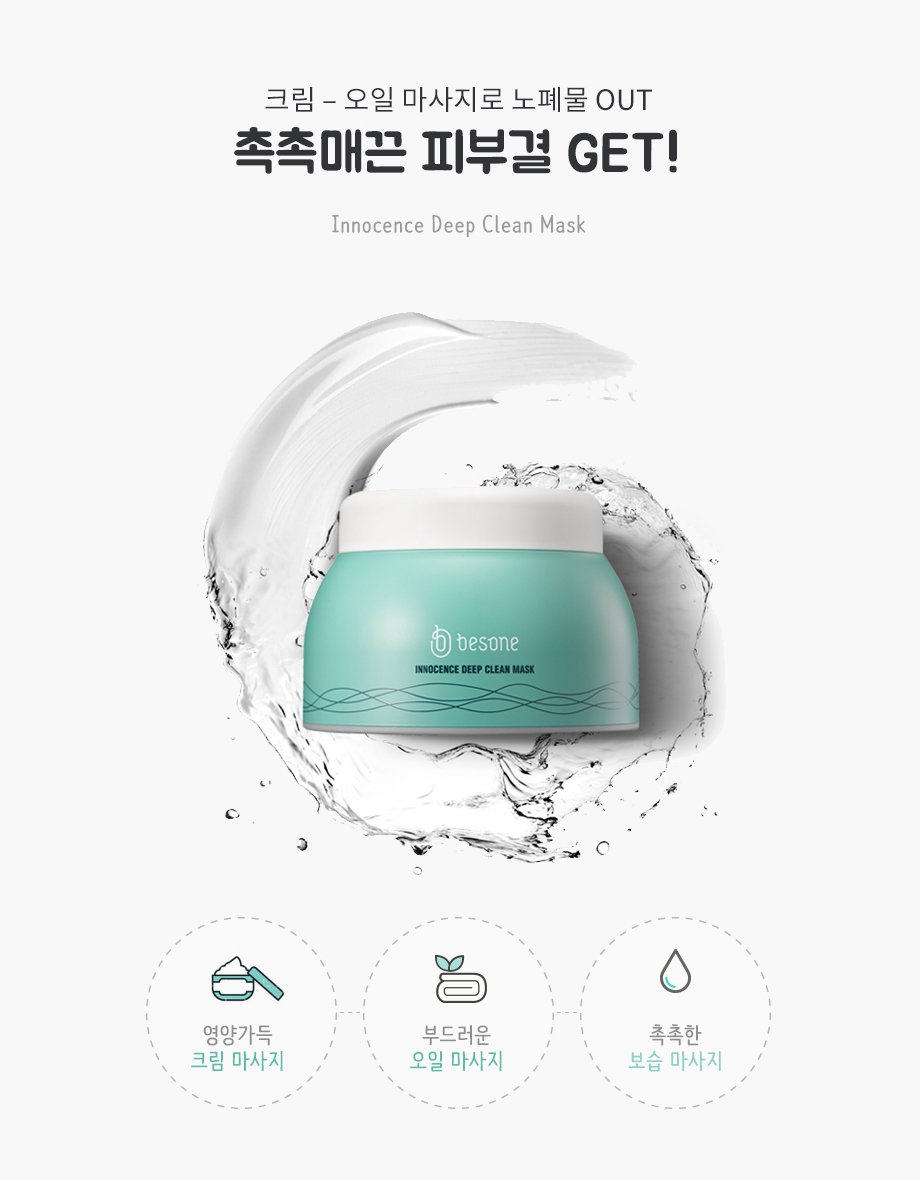 크림 – 오일 마사지로 노폐물 OUT
촉촉매끈 피부결 GET!
Innocence Deep Clean Mask
besone
INNOCENCE DEEP CLEAN MASK
영양가득
크림 마사지
부드러운
오일 마사지
촉촉한
보습 마사지